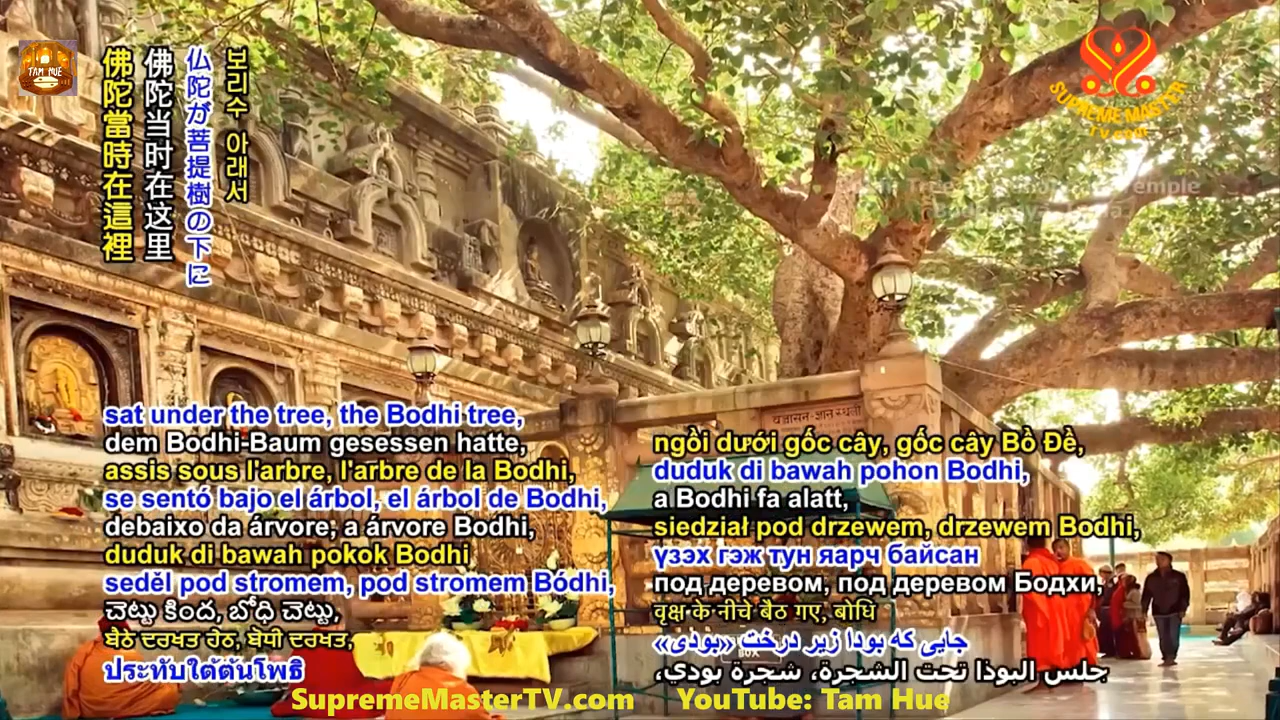 TAM HUE
보리수 아래서
仏陀が菩提樹の下に
佛陀当时在这里
佛陀當時在這裡
SUPREME MASTER
TV.com
sat under the tree, the Bodhi tree,
dem Bodhi-Baum gesessen hatte,
assis sous l'arbre, l'arbre de la Bodhi,
se sentó bajo el árbol, el árbol de Bodhi,
debaixo da árvore; a árvore Bodhi,
duduk di bawah pokok Bodhi
seděl pod stromem, pod stromem Bódhi,
చెట్టు కింద, బోధి చెట్టు,
ਬੈਠੇ ਦਰਖਤ ਹੇਠ, ਬੋਧੀ ਦਰਖਤ,
ประทับใต้ต้นโพธิ
ngồi dưới gốc cây, gốc cây Bồ Đề,
duduk di bawah pohon Bodhi,
a Bodhi fa alatt,
siedział pod drzewem, drzewem Bodhi,
үзэх гэж тун яарч байсан
под деревом, под деревом Бодхи,
वृक्ष के नीचे बैठ गए, बोधि
جایی که بودا زیر درخت «بودی»
جلس البوذا تحت الشجرة، شجرة بودي،
SupremeMasterTV.com YouTube: Tam Hue